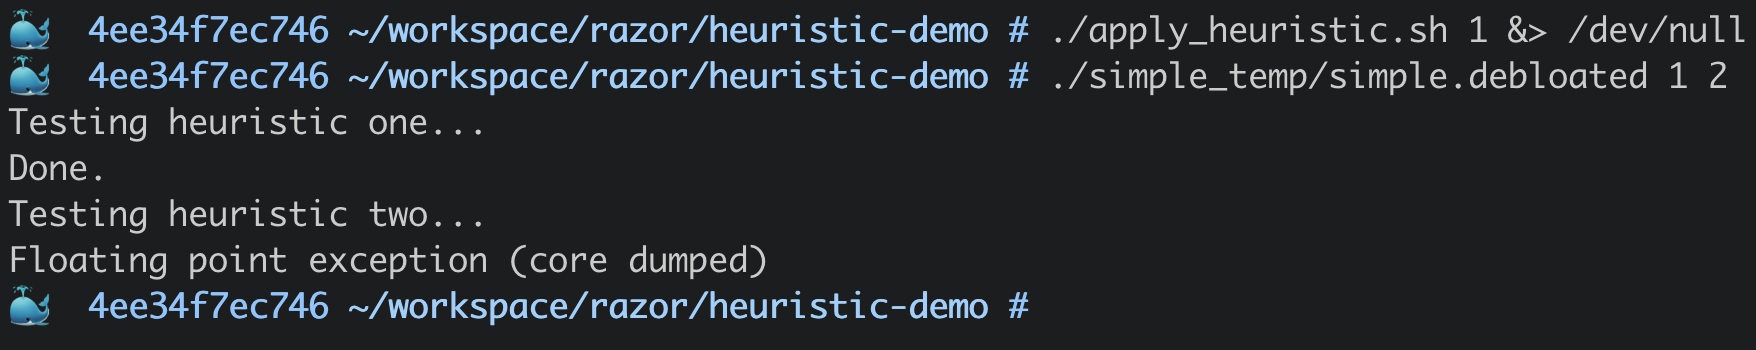 4ee34f7ec746 ~/workspace/razor/heuristic-demo # ./apply_heuristic.sh 1 &> /dev/null
4ee34f7ec746 ~/workspace/razor/heuristic-demo # ./simple_temp/simple.debloated 1 2
Testing heuristic one...
Done.
Testing heuristic two...
Floating point exception (core dumped)
4ee34f7ec746 ~/workspace/razor/heuristic-demo #